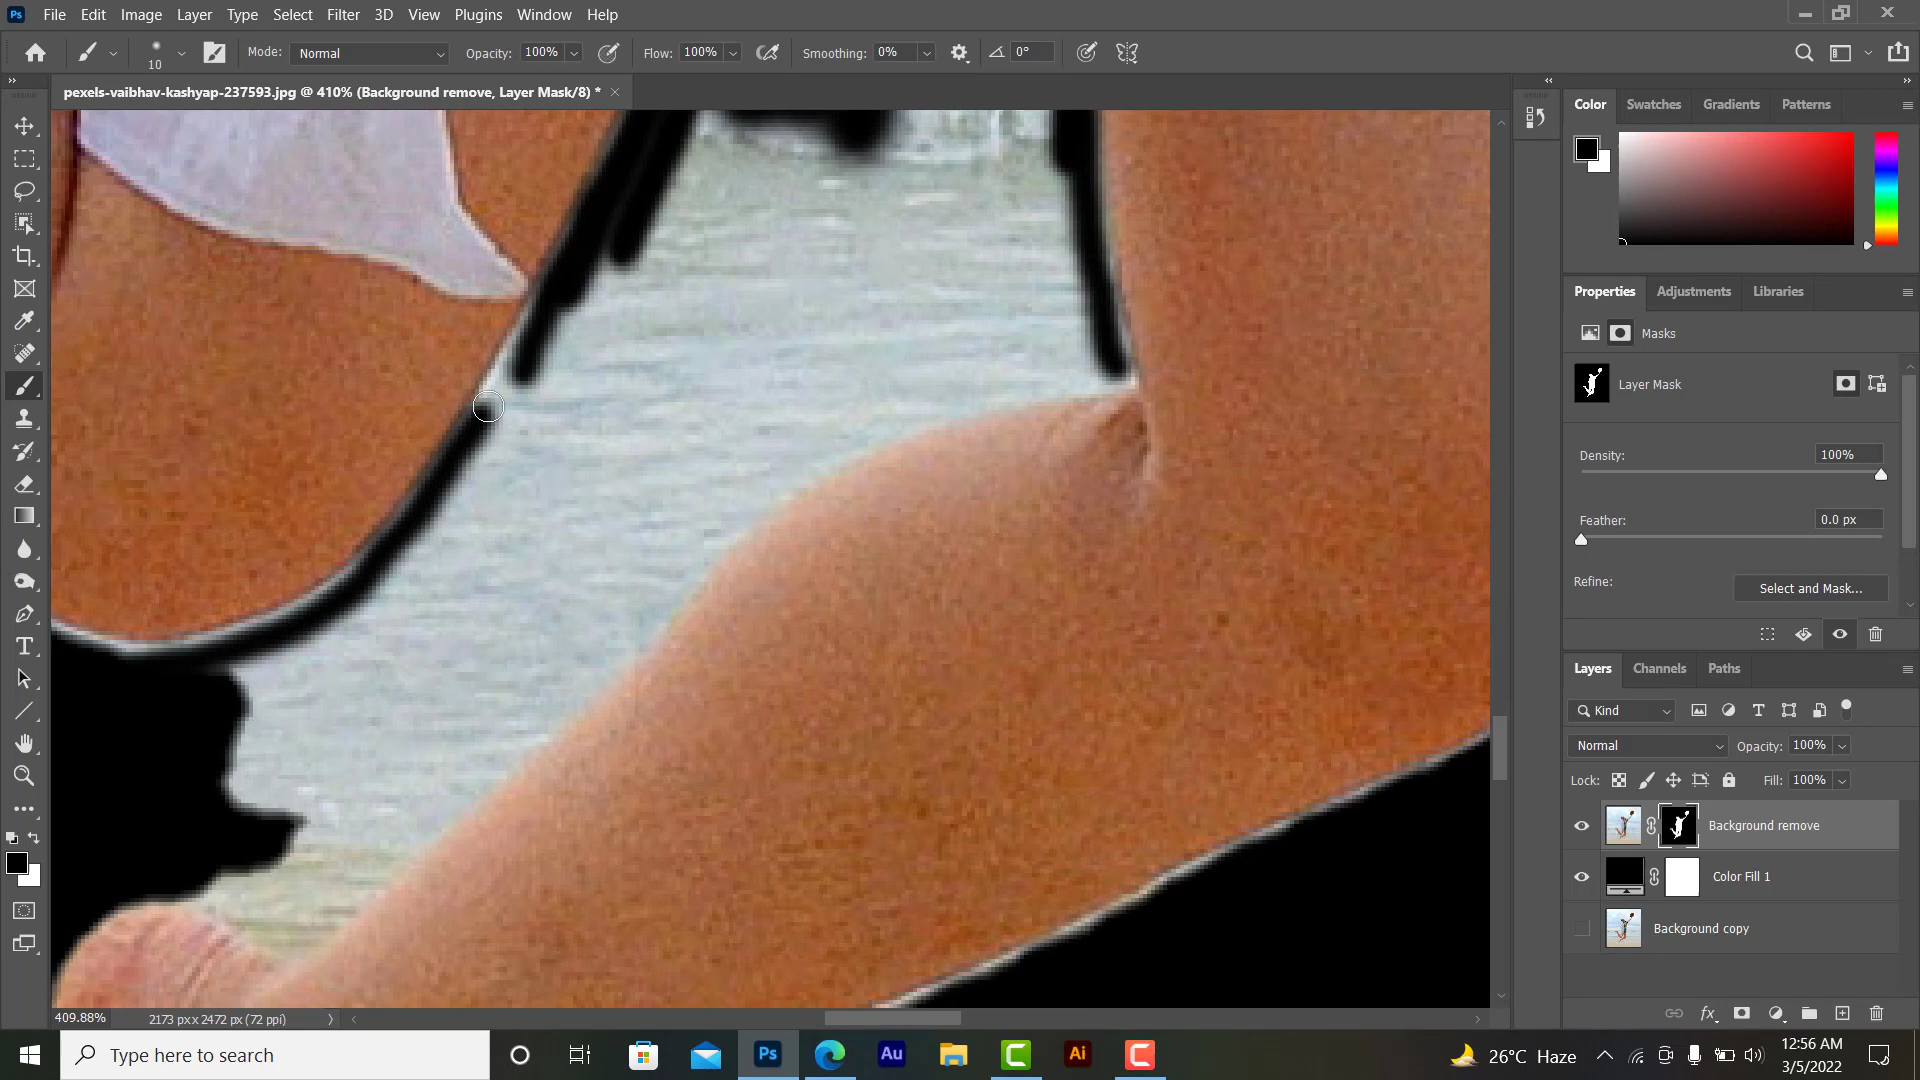 Ps File Edit Image Layer Type Select Filter 3D View Plugins Window Help
10 Mode: Normal Opacity: 100% Flow: 100% Smoothing: 0% 0°
pexels-vaibhav-kashyap-237593.jpg @ 410% (Background remove, Layer Mask/8) *
Color Swatches Gradients Patterns
Properties Adjustments Libraries
Masks
Layer Mask
Density: 100%
Feather: 0.0 px
Refine: Select and Mask...
Layers Channels Paths
Kind
Normal Opacity: 100%
Lock: Fill: 100%
Background remove
Color Fill 1
Background copy
fx
409.88% 2173 px x 2472 px (72 ppi)
Type here to search Ps Au Ai 26°C Haze 12:56 AM
3/5/2022